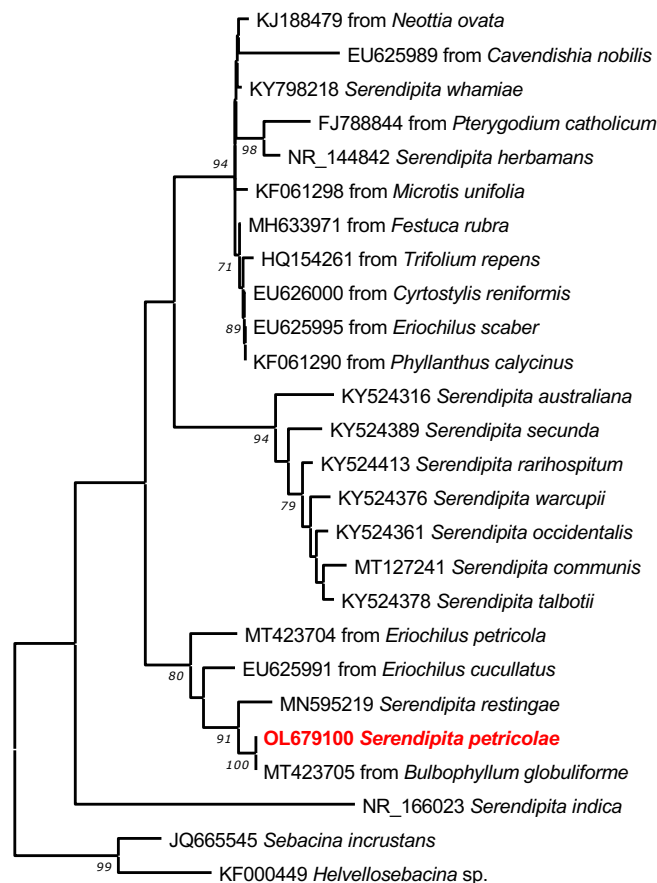 KJ188479 from Neottia ovata
EU625989 from Cavendishia nobilis
KY798218 Serendipita whamiae
FJ788844 from Pterygodium catholicum
98
NR_144842 Serendipita herbamans
94
KF061298 from Microtis unifolia
MH633971 from Festuca rubra
HQ154261 from Trifolium repens
71
EU626000 from Cyrtostylis reniformis
EU625995 from Eriochilus scaber
89
KF061290 from Phyllanthus calycinus
KY524316 Serendipita australiana
KY524389 Serendipita secunda
94
KY524413 Serendipita rarihospitum
KY524376 Serendipita warcupii
79
KY524361 Serendipita occidentalis
MT127241 Serendipita communis
KY524378 Serendipita talbotii
MT423704 from Eriochilus petricola
EU625991 from Eriochilus cucullatus
80
MN595219 Serendipita restingae
OL679100 Serendipita petricolae
91
MT423705 from Bulbophyllum globuliforme
100
NR_166023 Serendipita indica
JQ665545 Sebacina incrustans
99
KF000449 Helvellosebacina sp.